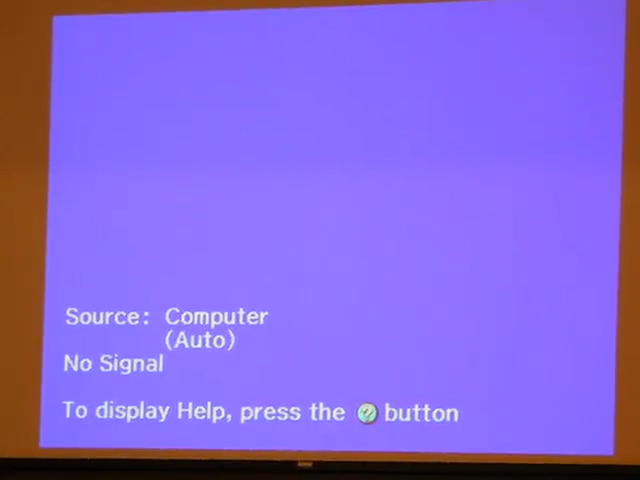 Source: Computer
(Auto)
No Signal
To display Help, press the ? button